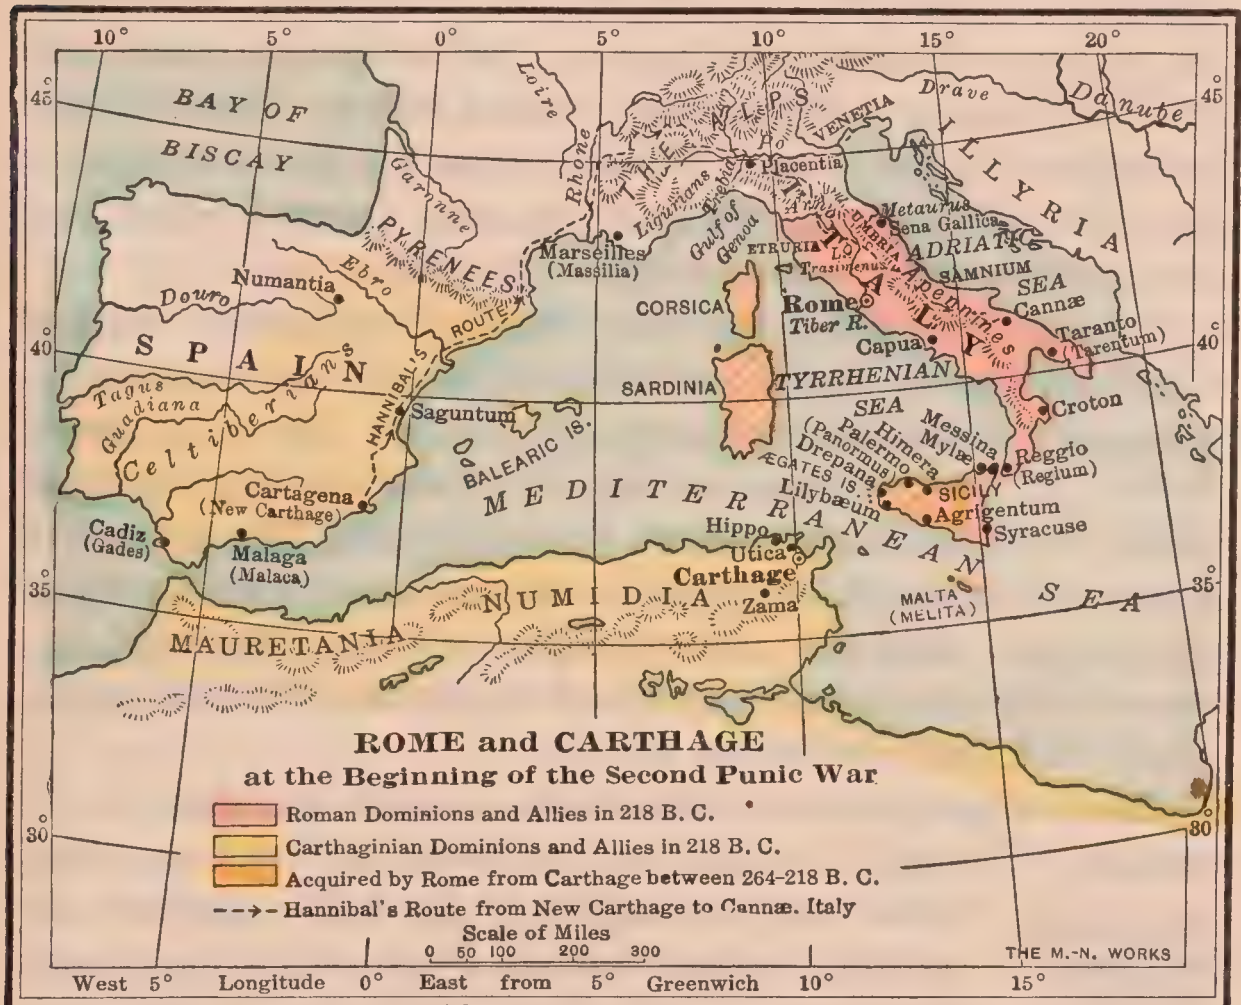 10° 5° 0° 5° 10° 15° 20°
45° 45°
BAY OF
BISCAY
Loire
Rhone
Garnnne
THE ALPS
Po
VENETIA
Drave
Danube
ILLYRIA
Placentia
Trebia
Ligurians
Gulf of
Genoa
Arno
Metaurus
Sena Gallica
UMBRIA
ETRURIA
L.
Trasimenus
ADRIATIC
SEA
SAMNIUM
ITALY
Apennines
Marseilles
(Massilia)
PYRENEES
Ebro
Numantia
Douro
HANNIBAL'S ROUTE
CORSICA
Rome
Tiber R.
Cannæ
Capua
Taranto
(Tarentum)
40° 40°
SPAIN
Tagus
Guadiana
Celtiberians
Saguntum
BALEARIC IS.
SARDINIA
TYRRHENIAN
SEA
Croton
Messina
Mylæ
Himera
Palermo
(Panormus)
Drepana
ÆGATES IS.
Lilybæum
Reggio
(Regium)
SICILY
Agrigentum
Syracuse
MEDITERRANEAN SEA
Cartagena
(New Carthage)
Cadiz
(Gades)
Malaga
(Malaca)
Hippo
Utica
Carthage
Zama
35° 35°
NUMIDIA
MAURETANIA
MALTA
(MELITA)
ROME and CARTHAGE
at the Beginning of the Second Punic War
Roman Dominions and Allies in 218 B. C.
Carthaginian Dominions and Allies in 218 B. C.
Acquired by Rome from Carthage between 264-218 B. C.
Hannibal's Route from New Carthage to Cannæ. Italy
30° 30°
Scale of Miles
0 50 100 200 300
THE M.-N. WORKS
West 5° Longitude 0° East from 5° Greenwich 10° 15°